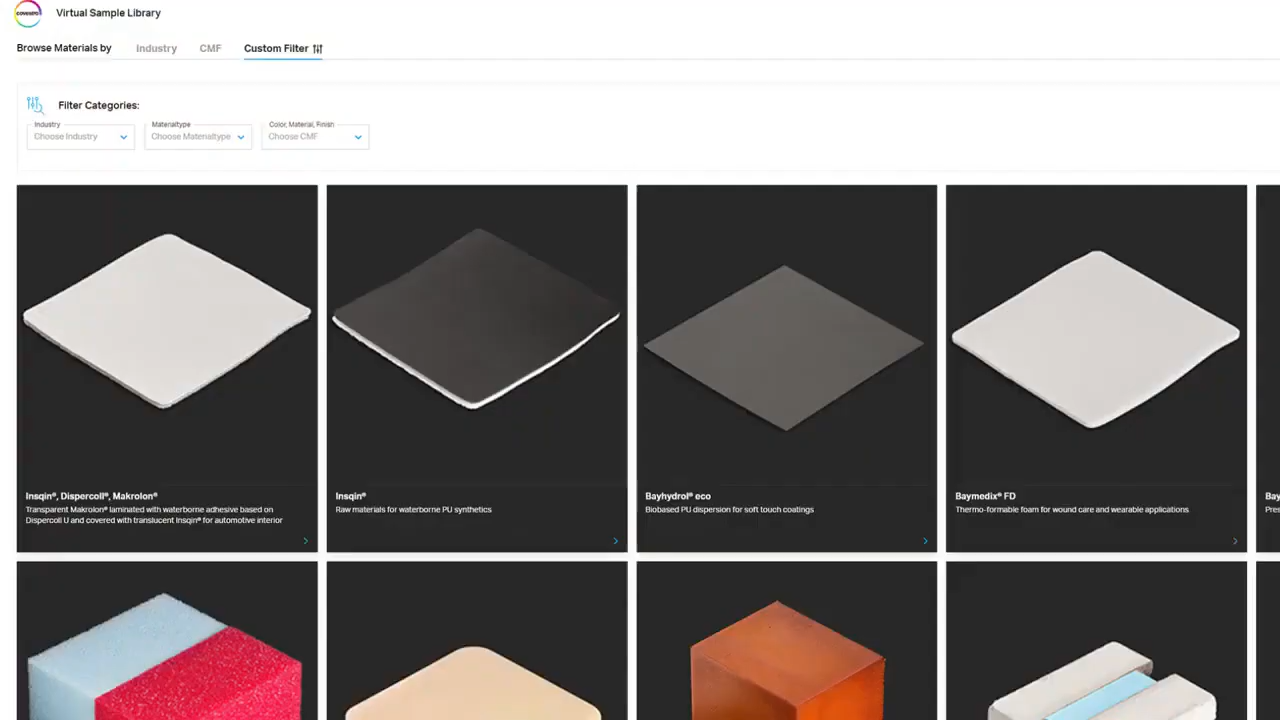 covestro
Virtual Sample Library
Browse Materials by
Industry
CMF
Custom Filter
Filter Categories:
Industry
Choose Industry
Materialtype
Choose Materialtype
Color, Material, Finish
Choose CMF
Insqin®, Dispercoll®, Makrolon®
Transparent Makrolon® laminated with waterborne adhesive based on
Dispercoll U and covered with translucent Insqin® for automotive interior
Insqin®
Raw materials for waterborne PU synthetics
Bayhydrol® eco
Biobased PU dispersion for soft touch coatings
Baymedix® FD
Thermo-formable foam for wound care and wearable applications
Bay
Pres